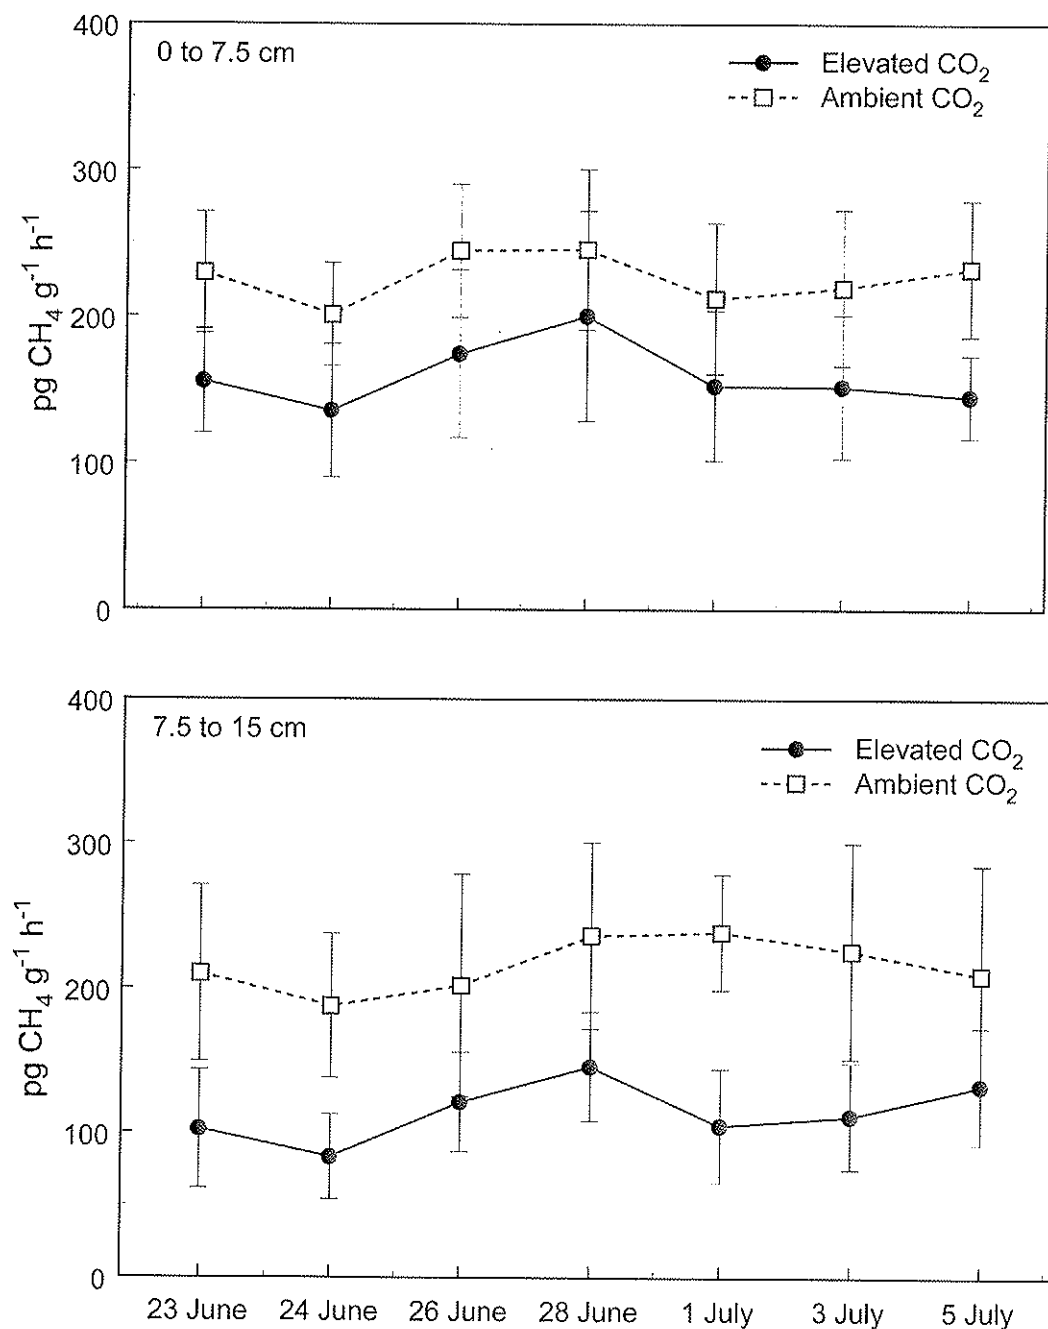 400
0 to 7.5 cm
Elevated CO₂
Ambient CO₂
300
200
100
0
pg CH₄ g⁻¹ h⁻¹
400
7.5 to 15 cm
Elevated CO₂
Ambient CO₂
300
200
100
0
pg CH₄ g⁻¹ h⁻¹
23 June 24 June 26 June 28 June 1 July 3 July 5 July